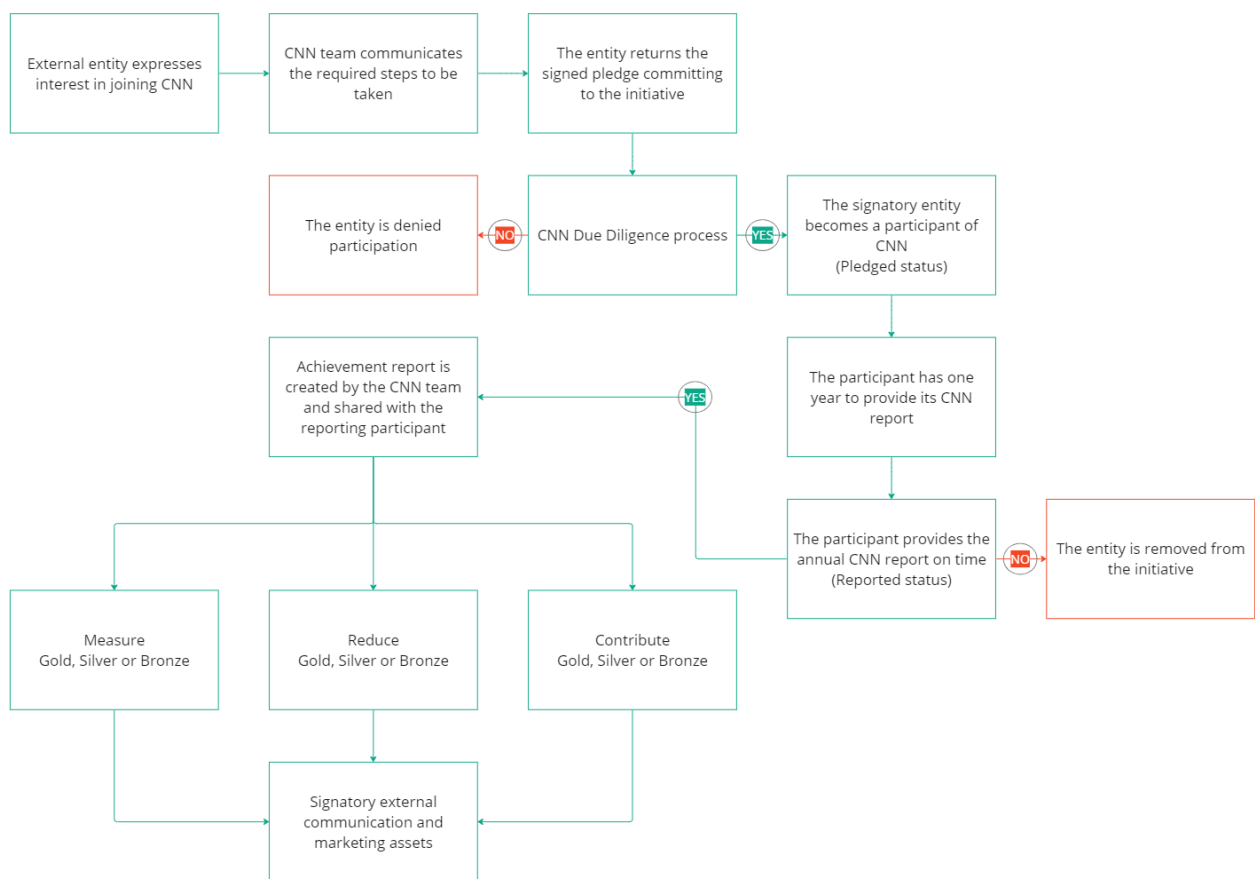 External entity expresses
interest in joining CNN
CNN team communicates
the required steps to be
taken
The entity returns the
signed pledge committing
to the initiative
The entity is denied
participation
NO
CNN Due Diligence process
YES
The signatory entity
becomes a participant of
CNN
(Pledged status)
Achievement report is
created by the CNN team
and shared with the
reporting participant
YES
The participant has one
year to provide its CNN
report
The participant provides the
annual CNN report on time
(Reported status)
NO
The entity is removed from
the initiative
Measure
Gold, Silver or Bronze
Reduce
Gold, Silver or Bronze
Contribute
Gold, Silver or Bronze
Signatory external
communication and
marketing assets